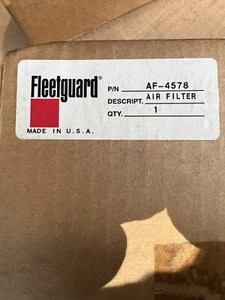 Fleetguard®
P/N AF-4578
DESCRIPT. AIR FILTER
QTY. 1
MADE IN U.S.A.